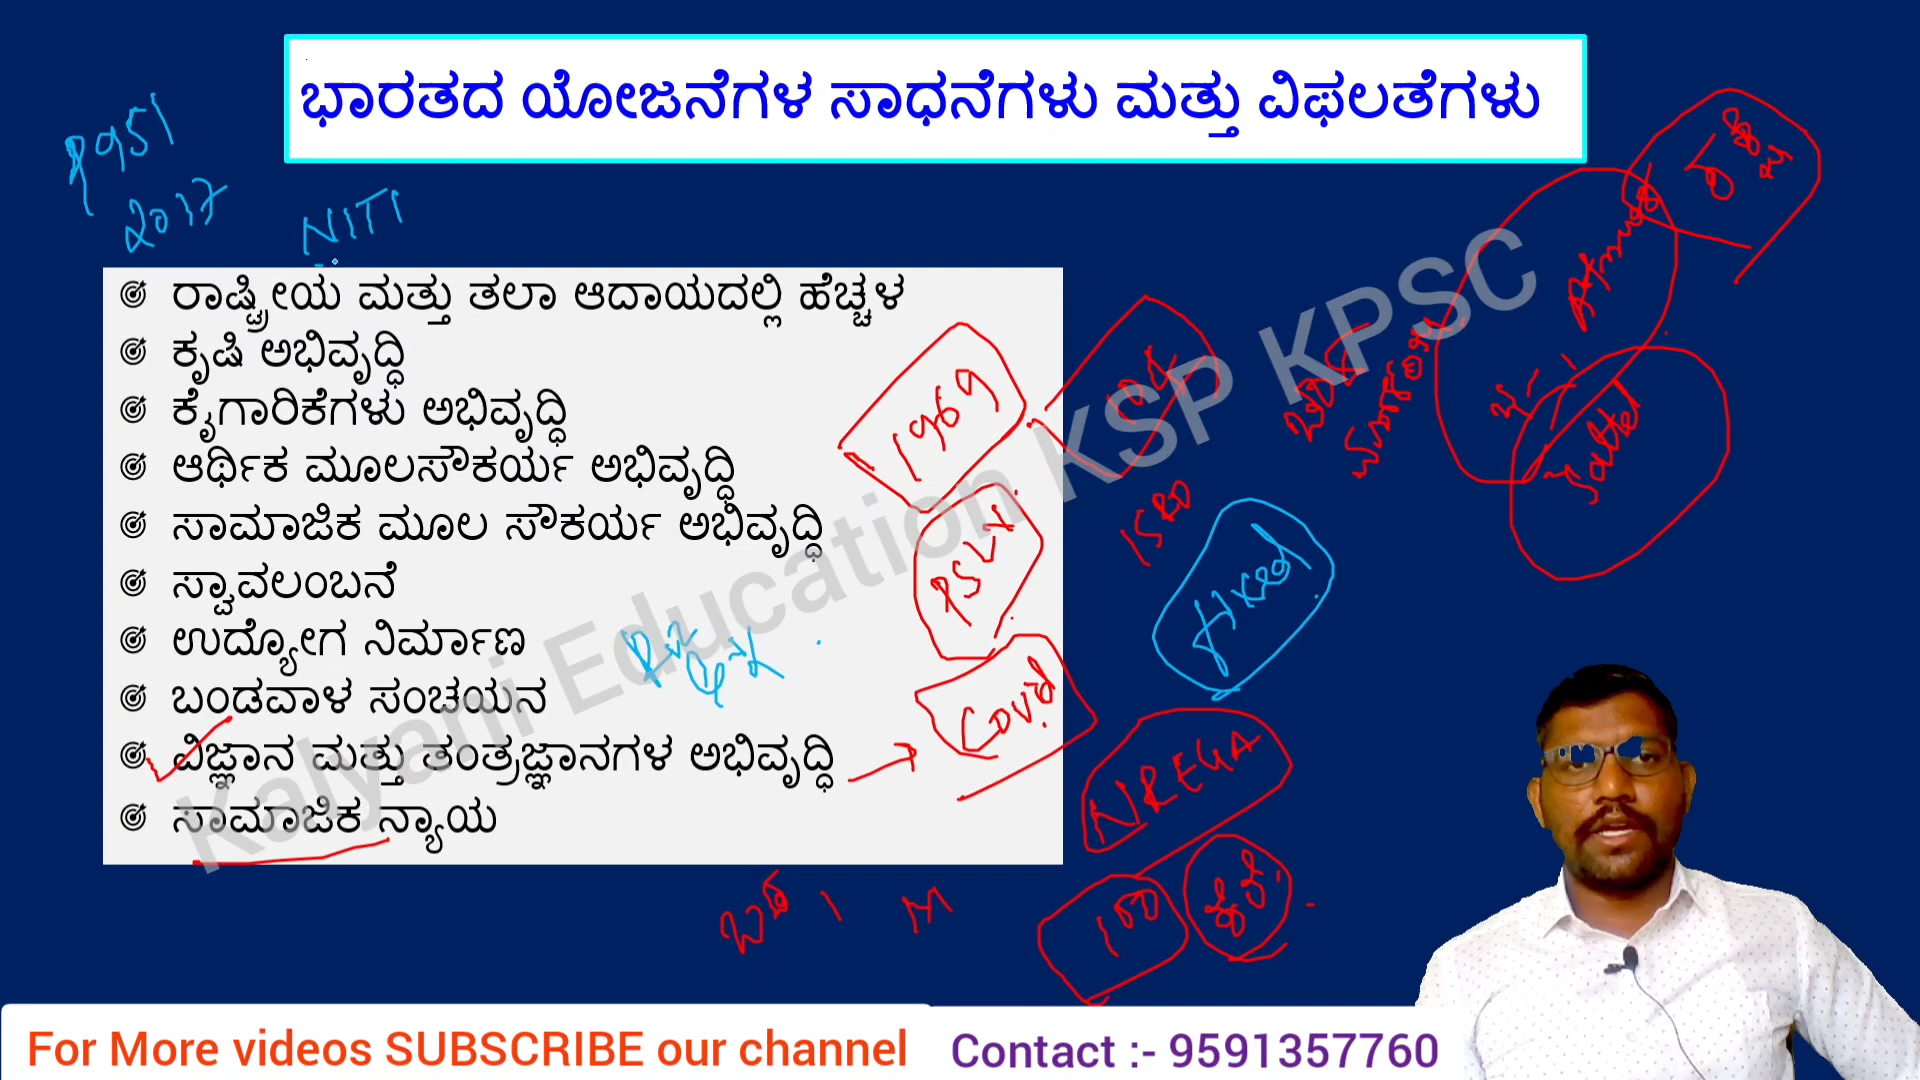 ಭಾರತದ ಯೋಜನೆಗಳ ಸಾಧನೆಗಳು ಮತ್ತು ವಿಫಲತೆಗಳು
1951
2017
NITI
ರಾಷ್ಟ್ರೀಯ ಮತ್ತು ತಲಾ ಆದಾಯದಲ್ಲಿ ಹೆಚ್ಚಳ
ಕೃಷಿ ಅಭಿವೃದ್ಧಿ
ಕೈಗಾರಿಕೆಗಳು ಅಭಿವೃದ್ಧಿ
ಆರ್ಥಿಕ ಮೂಲಸೌಕರ್ಯ ಅಭಿವೃದ್ಧಿ
ಸಾಮಾಜಿಕ ಮೂಲ ಸೌಕರ್ಯ ಅಭಿವೃದ್ಧಿ
ಸ್ವಾವಲಂಬನೆ
ಉದ್ಯೋಗ ನಿರ್ಮಾಣ
ಬಂಡವಾಳ ಸಂಚಯನ
ವಿಜ್ಞಾನ ಮತ್ತು ತಂತ್ರಜ್ಞಾನಗಳ ಅಭಿವೃದ್ಧಿ
ಸಾಮಾಜಿಕ ನ್ಯಾಯ
1969
ISRO
PSLV
Covid
NREGA
100
Kalyani Education KSP KPSC
For More videos SUBSCRIBE our channel
Contact :- 9591357760